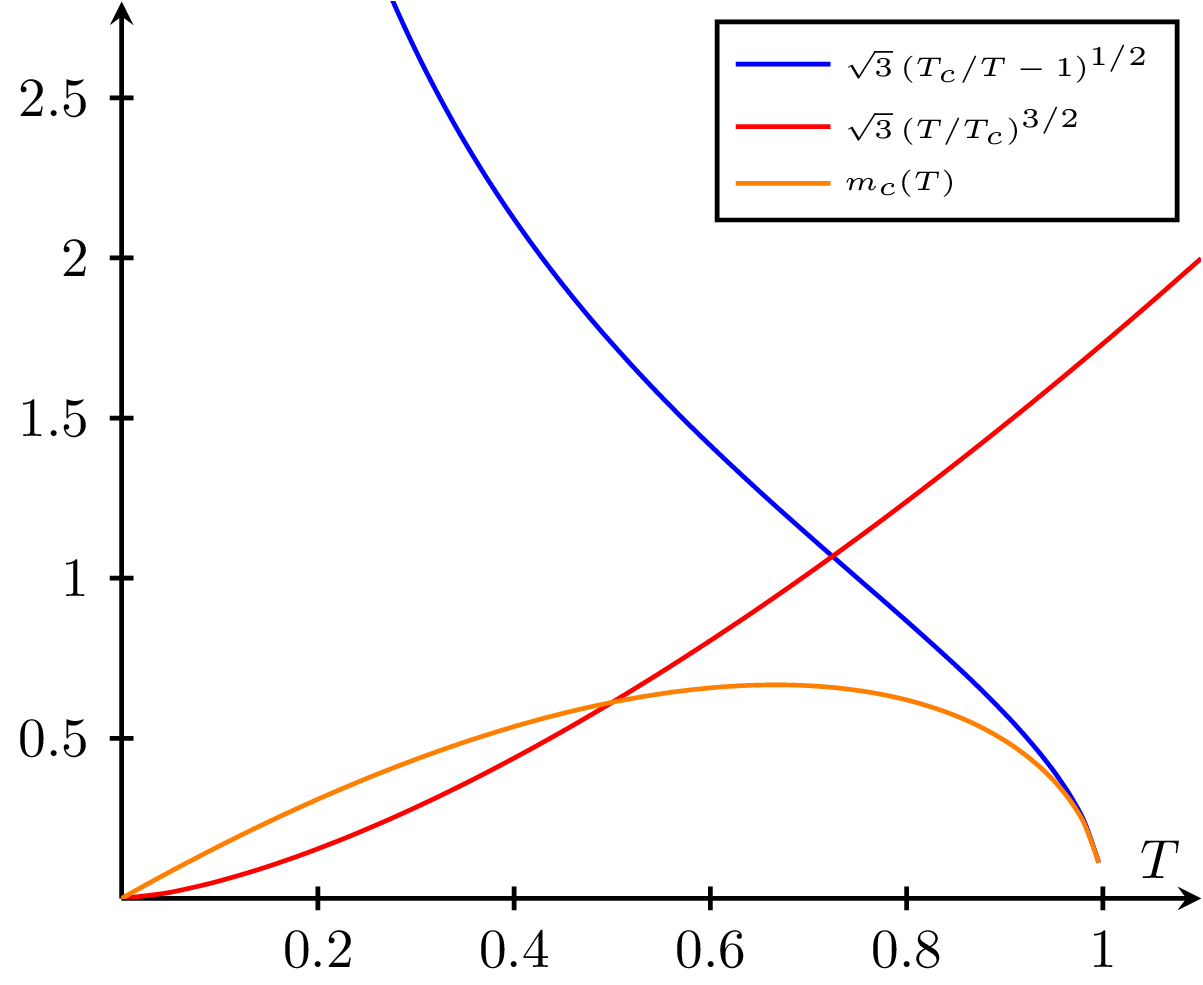 √3 (T_c/T − 1)^{1/2}
√3 (T/T_c)^{3/2}
m_c(T)
2.5
2
1.5
1
0.5
T
0.2 0.4 0.6 0.8 1